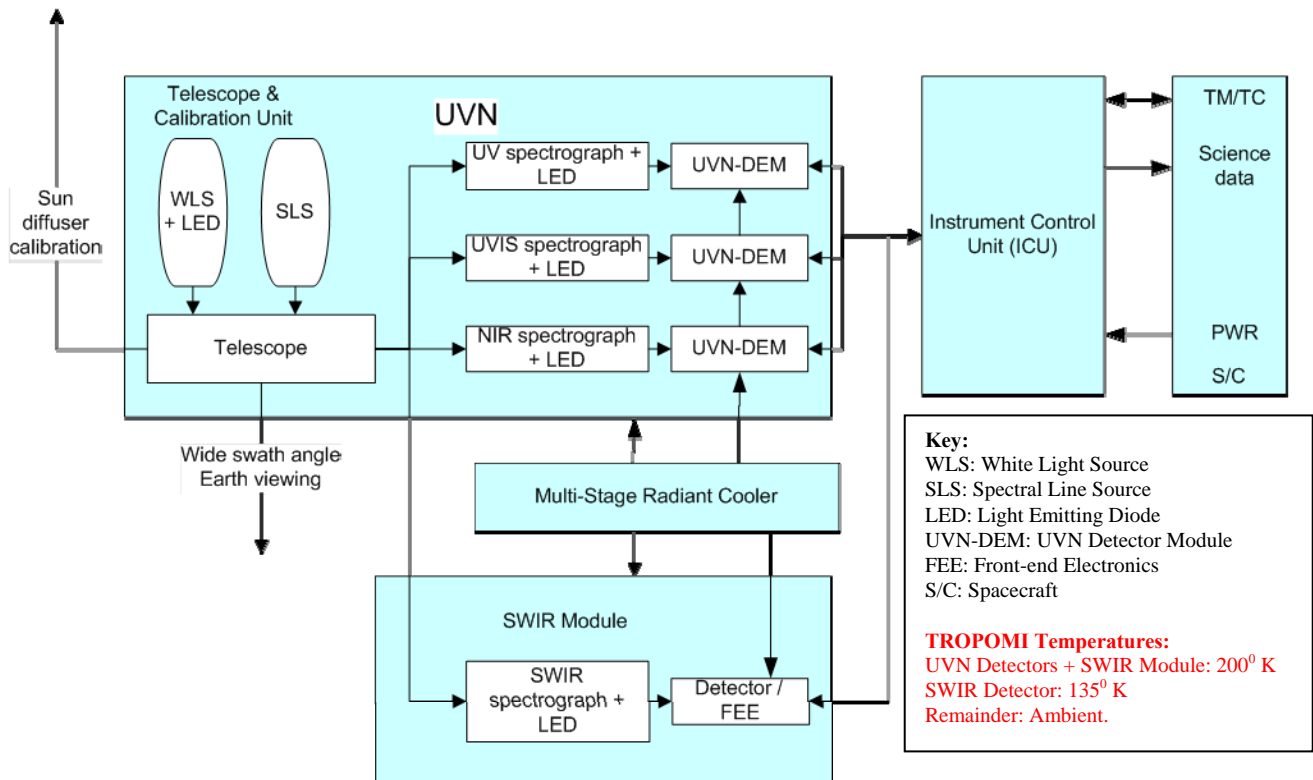 Telescope &
Calibration Unit
UVN
WLS
+ LED
SLS
Sun
diffuser
calibration
Telescope
UV spectrograph +
LED
UVN-DEM
UVIS spectrograph
+ LED
UVN-DEM
NIR spectrograph
+ LED
UVN-DEM
Wide swath angle
Earth viewing
Multi-Stage Radiant Cooler
SWIR Module
SWIR
spectrograph +
LED
Detector /
FEE
Instrument Control
Unit (ICU)
TM/TC
Science
data
PWR
S/C
Key:
WLS: White Light Source
SLS: Spectral Line Source
LED: Light Emitting Diode
UVN-DEM: UVN Detector Module
FEE: Front-end Electronics
S/C: Spacecraft
TROPOMI Temperatures:
UVN Detectors + SWIR Module: 200⁰ K
SWIR Detector: 135⁰ K
Remainder: Ambient.